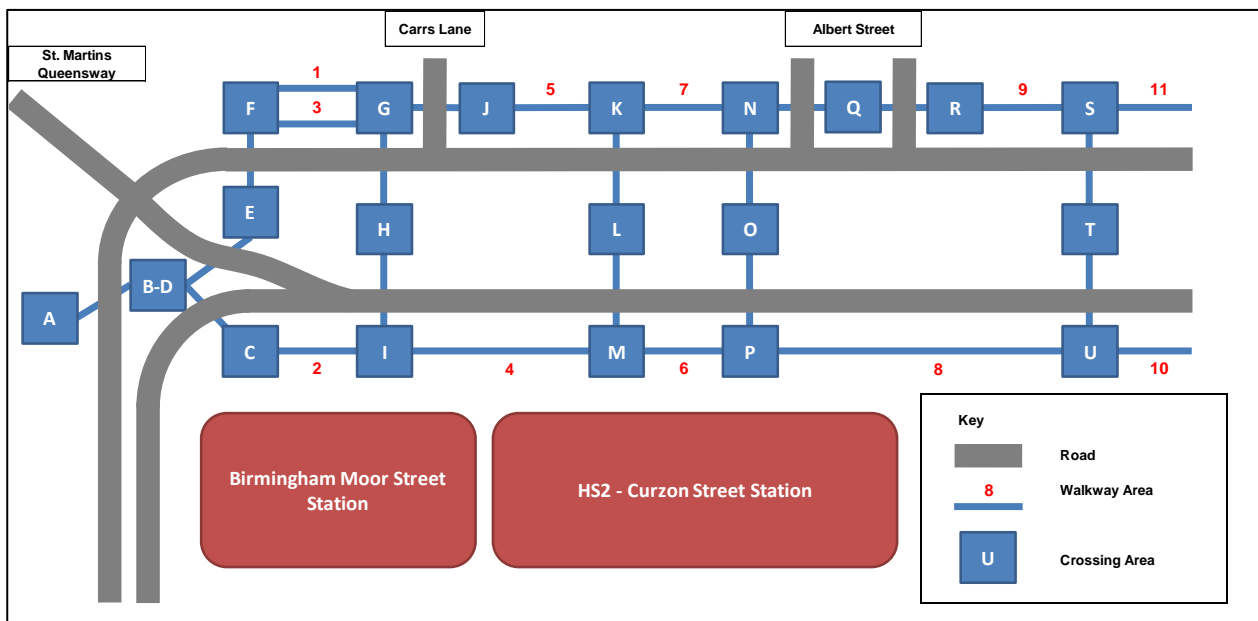 Carrs Lane
Albert Street
St. Martins
Queensway
1
5
7
9
11
F
3
G
J
K
N
Q
R
S
E
H
L
O
T
B-D
A
C
I
M
P
U
2
4
6
8
10
Birmingham Moor Street
Station
HS2 - Curzon Street Station
Key
Road
8
Walkway Area
U
Crossing Area